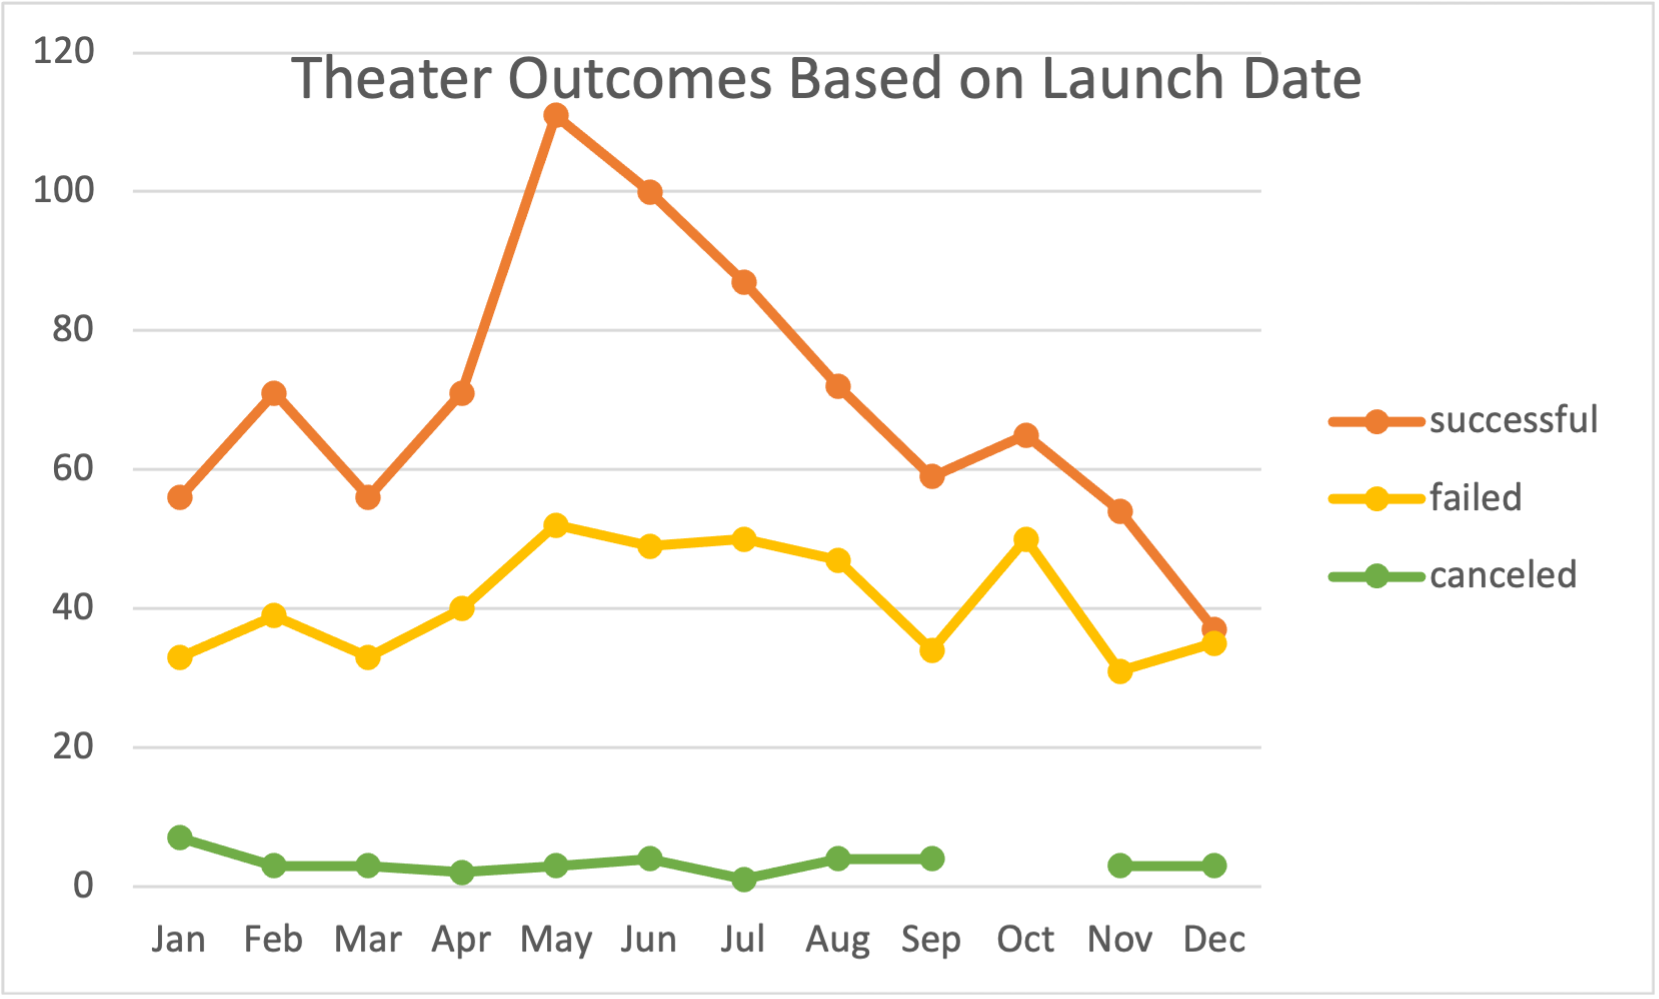 Theater Outcomes Based on Launch Date
120
100
80
60
40
20
0
Jan Feb Mar Apr May Jun Jul Aug Sep Oct Nov Dec
successful
failed
canceled